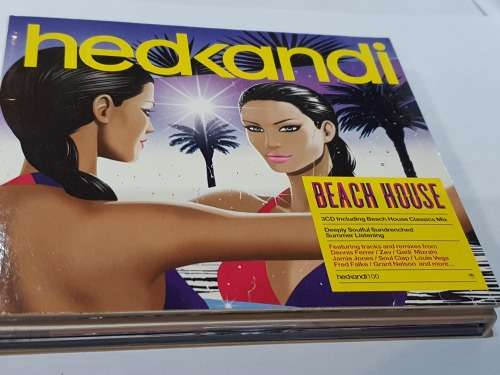 hedkandi
BEACH HOUSE
3CD Including Beach House Classics Mix
Deeply Soulful Sundrenched
Summer Listening
Featuring tracks and remixes from
Dennis Ferrer / Zev / Gadi Mizrahi
Jamie Jones / Soul Clap / Louie Vega
Fred Falke / Grant Nelson and more...
hedkandi100